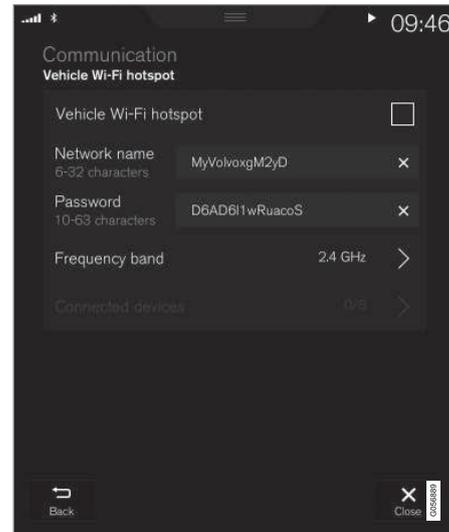 09:46
Communication
Vehicle Wi-Fi hotspot
Vehicle Wi-Fi hotspot
Network name
6-32 characters
MyVolvoxgM2yD
Password
10-63 characters
D6AD6I1wRuacoS
Frequency band
2.4 GHz
Connected devices
0/8
Back
Close
G056889